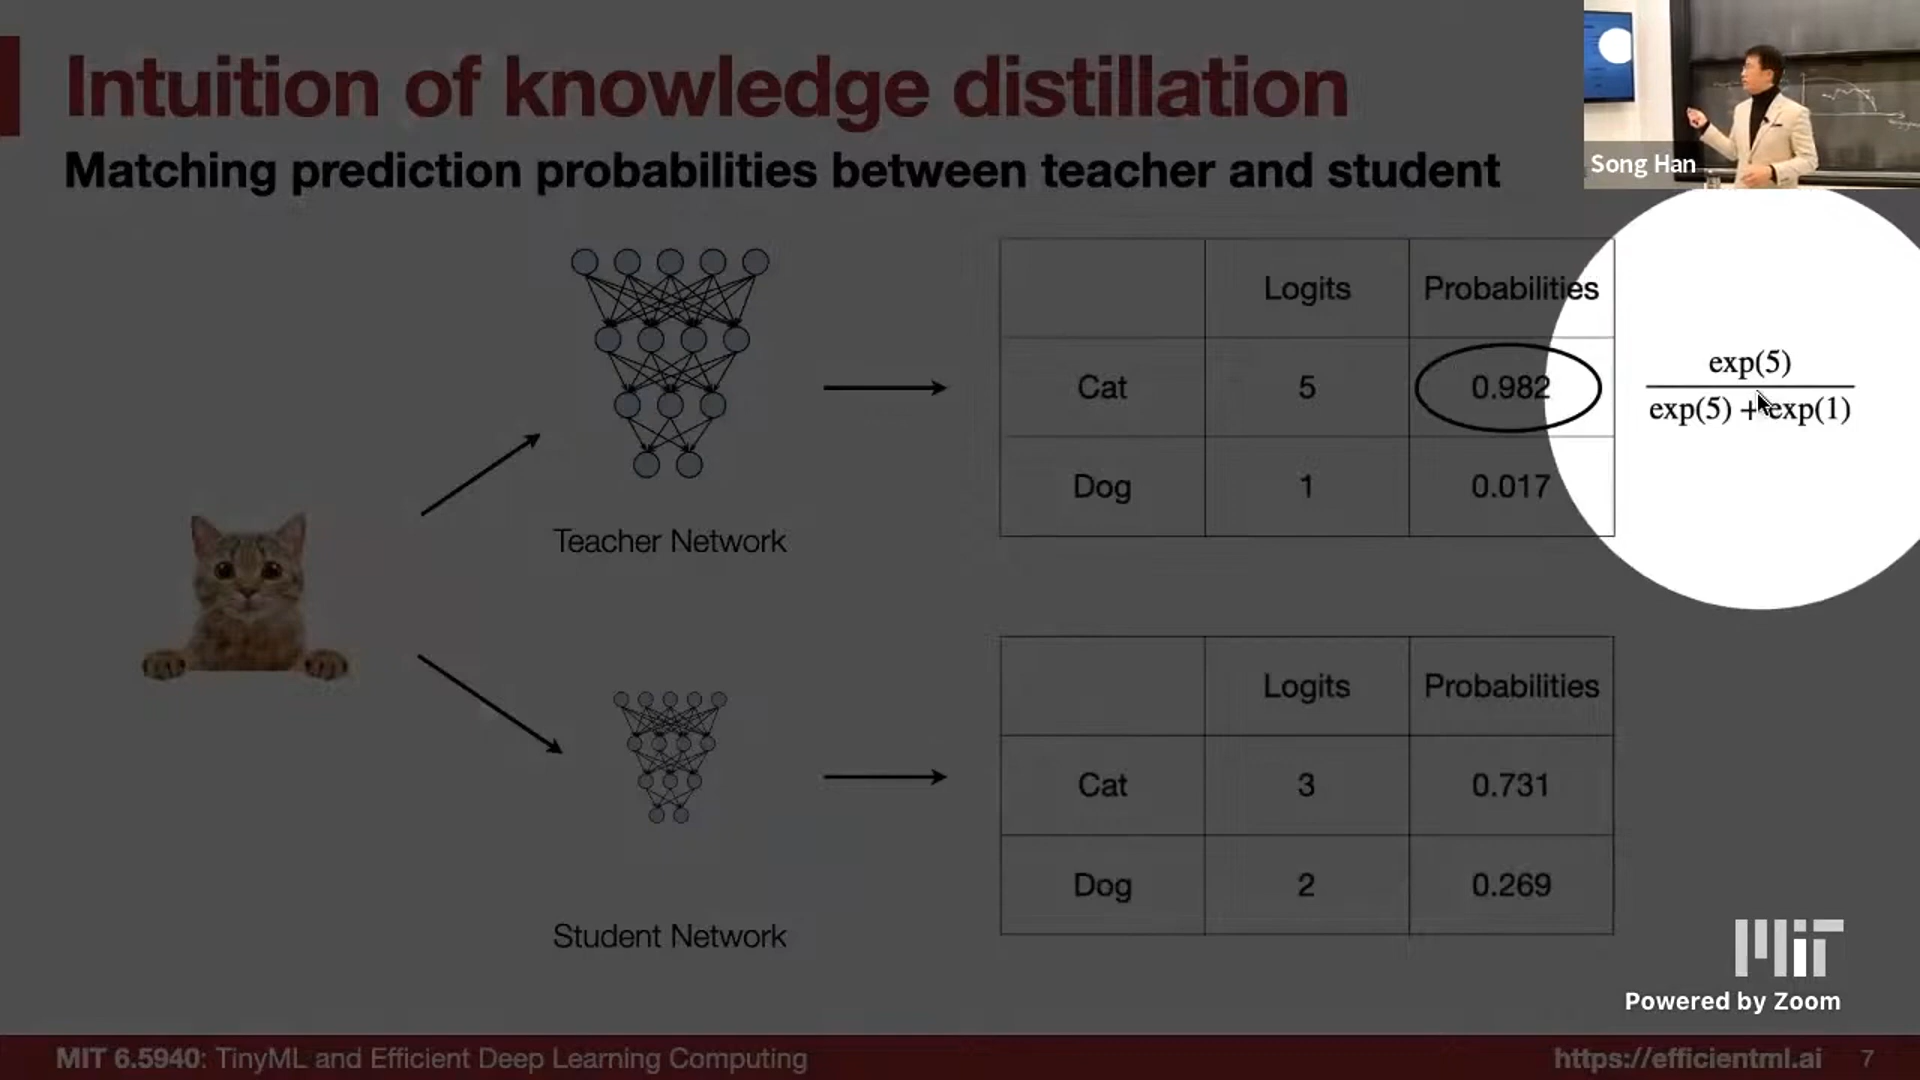 Intuition of knowledge distillation
Matching prediction probabilities between teacher and student
Song Han
Logits Probabilities
Cat 5 0.982
Dog 1 0.017
exp(5)
exp(5) + exp(1)
Teacher Network
Logits Probabilities
Cat 3 0.731
Dog 2 0.269
Student Network
MIT
Powered by Zoom
MIT 6.5940: TinyML and Efficient Deep Learning Computing
https://efficientml.ai 7